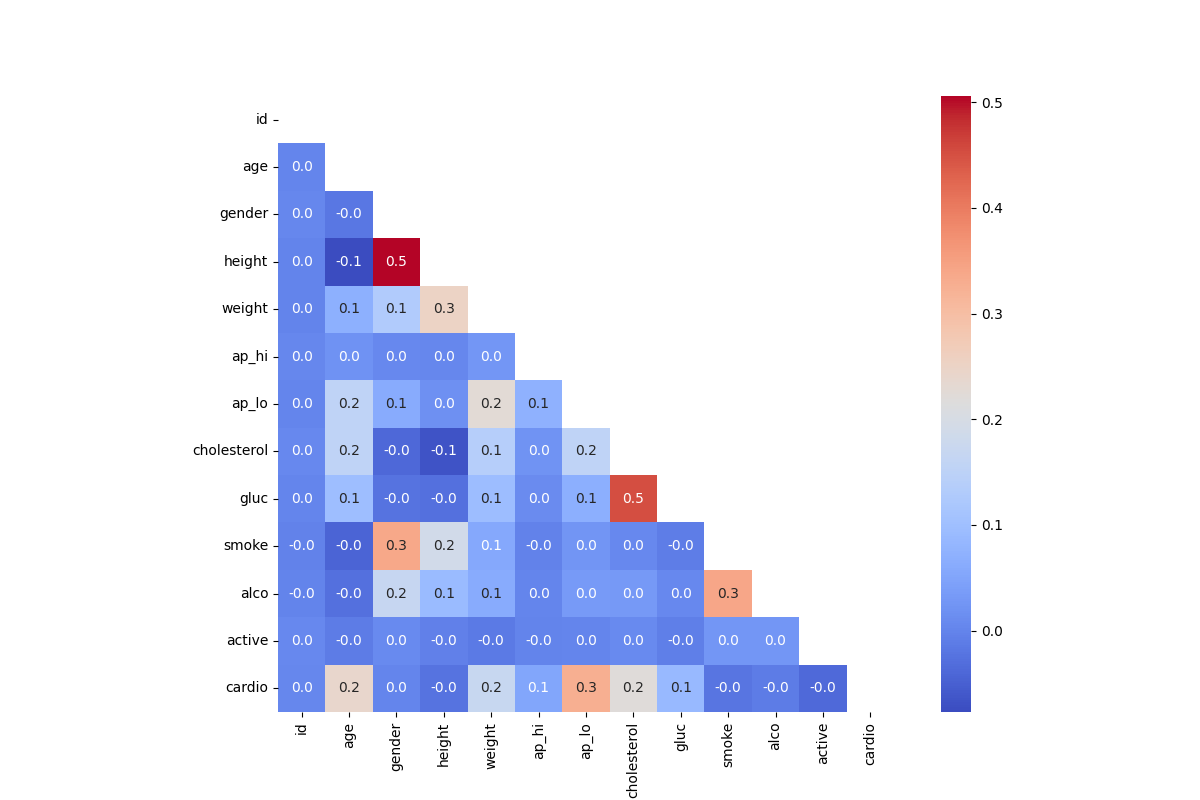 id
age 0.0
gender 0.0 -0.0
height 0.0 -0.1 0.5
weight 0.0 0.1 0.1 0.3
ap_hi 0.0 0.0 0.0 0.0 0.0
ap_lo 0.0 0.2 0.1 0.0 0.2 0.1
cholesterol 0.0 0.2 -0.0 -0.1 0.1 0.0 0.2
gluc 0.0 0.1 -0.0 -0.0 0.1 0.0 0.1 0.5
smoke -0.0 -0.0 0.3 0.2 0.1 -0.0 0.0 0.0 -0.0
alco -0.0 -0.0 0.2 0.1 0.1 0.0 0.0 0.0 0.0 0.3
active 0.0 -0.0 0.0 -0.0 -0.0 -0.0 0.0 0.0 -0.0 0.0 0.0
cardio 0.0 0.2 0.0 -0.0 0.2 0.1 0.3 0.2 0.1 -0.0 -0.0 -0.0
id age gender height weight ap_hi ap_lo cholesterol gluc smoke alco active cardio
0.5
0.4
0.3
0.2
0.1
0.0